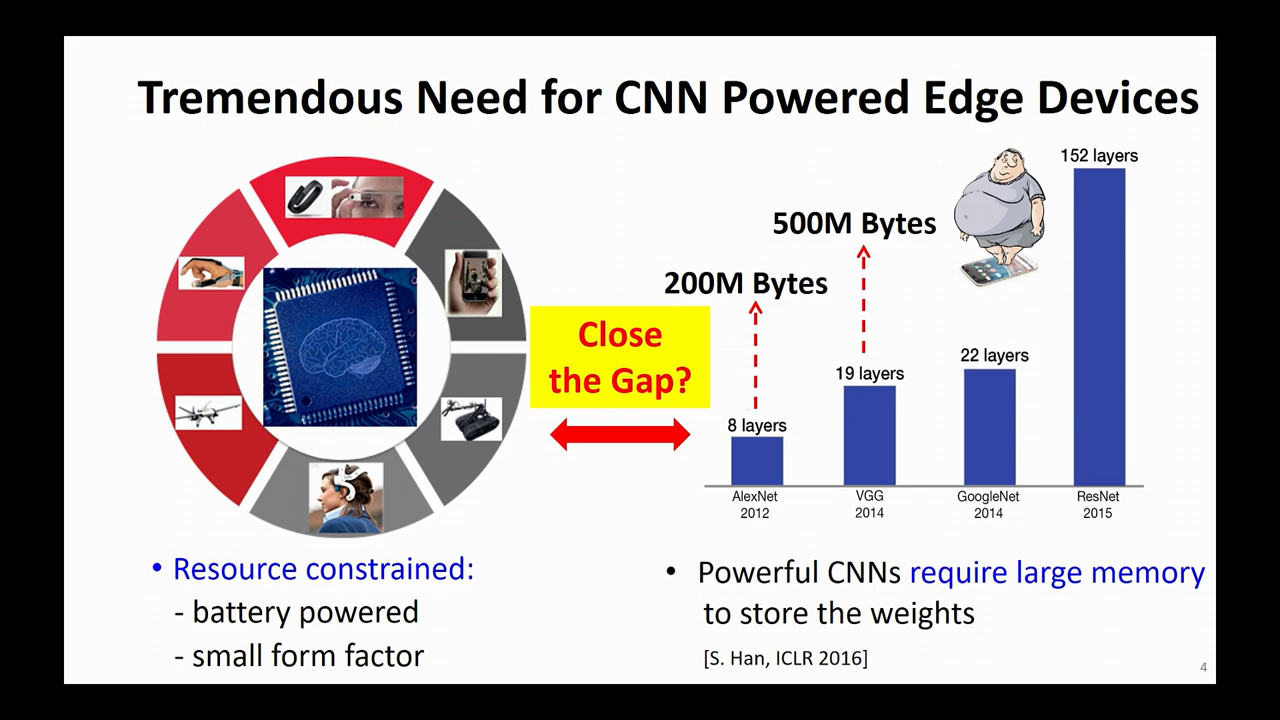 Tremendous Need for CNN Powered Edge Devices
152 layers
500M Bytes
200M Bytes
Close
the Gap?
22 layers
19 layers
8 layers
AlexNet
2012
VGG
2014
GoogleNet
2014
ResNet
2015
• Resource constrained:
- battery powered
- small form factor
• Powerful CNNs require large memory
to store the weights
[S. Han, ICLR 2016]
4